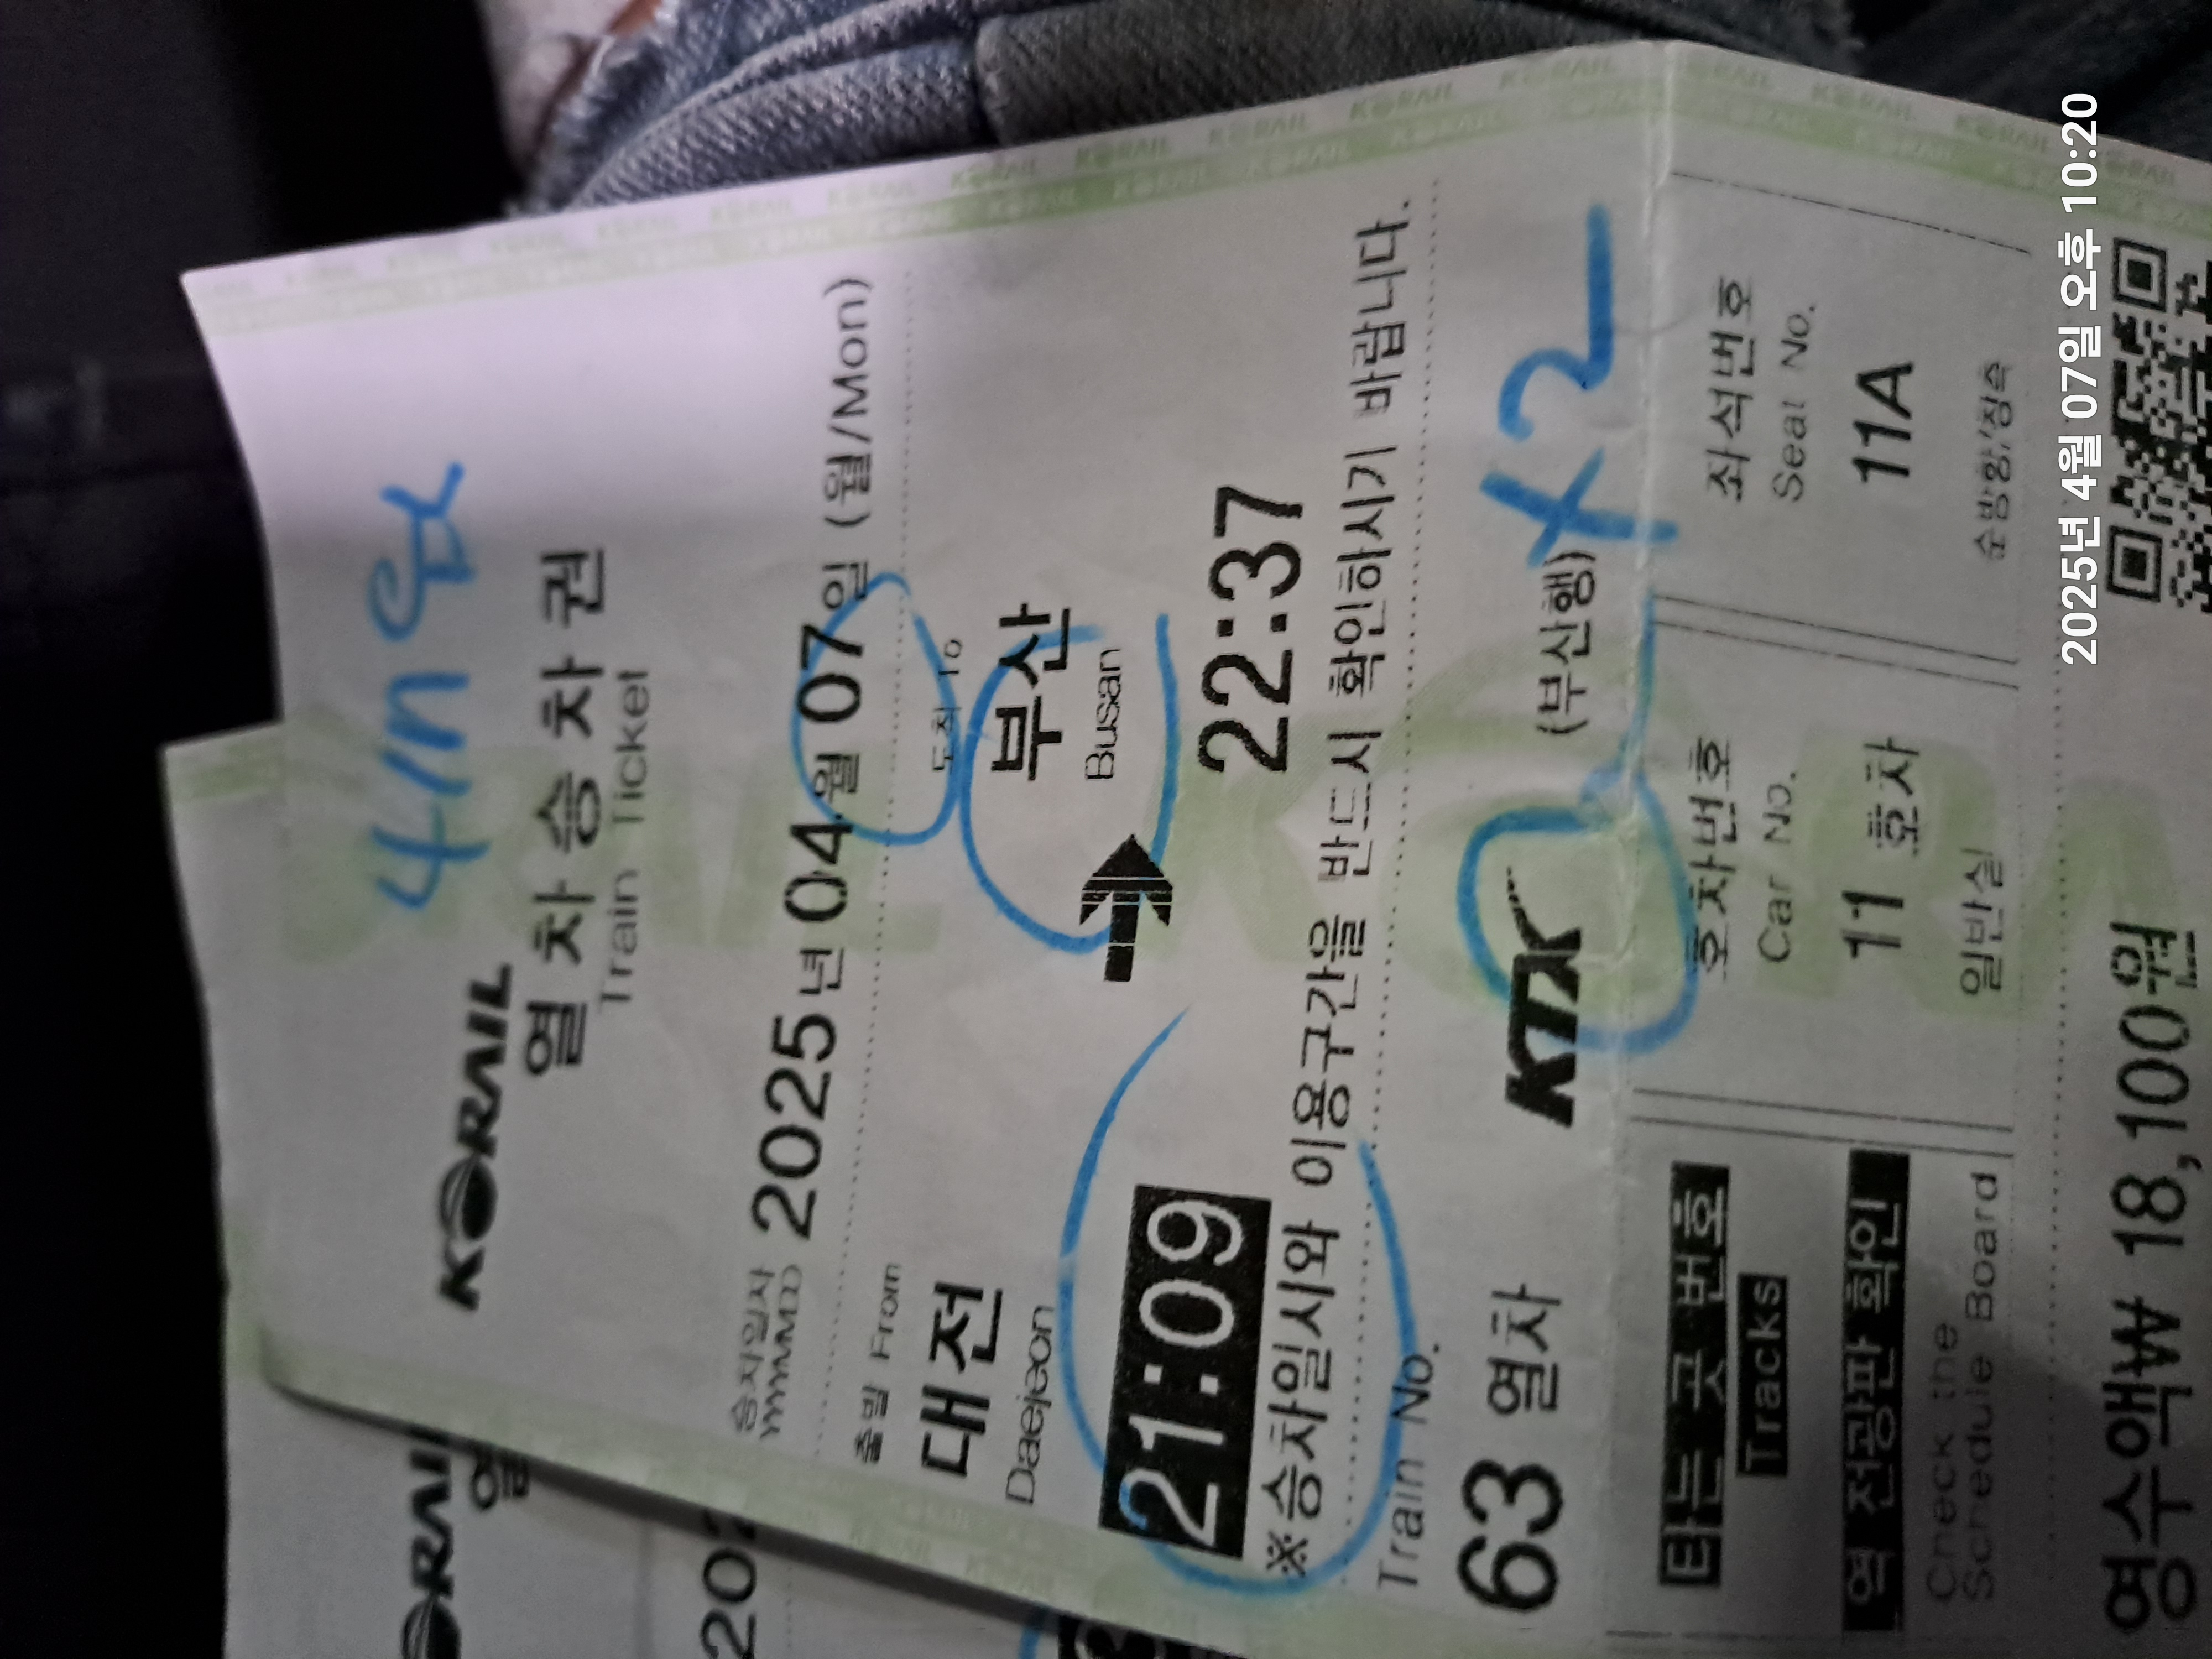 4/7 일
KORAIL
열 차 승 차 권
Train Ticket
승차일자 2025년 04월 07일 (월/Mon)
YYYYMMDD
출발 From 도착 To
대전 부산
Daejeon Busan
21:09 22:37
※승차일시와 이용구간을 반드시 확인하시기 바랍니다.
Train No.
63 열차 KTX (부산행) x2
타는 곳 번호 호차번호 좌석번호
Tracks Car No. Seat No.
역 전광판 확인 11 호차 11A
Check the
Schedule Board 일반실 순방향/창측
영수액₩ 18,100원
KORAIL
열
202
2025년 4월 07일 오후 10:20